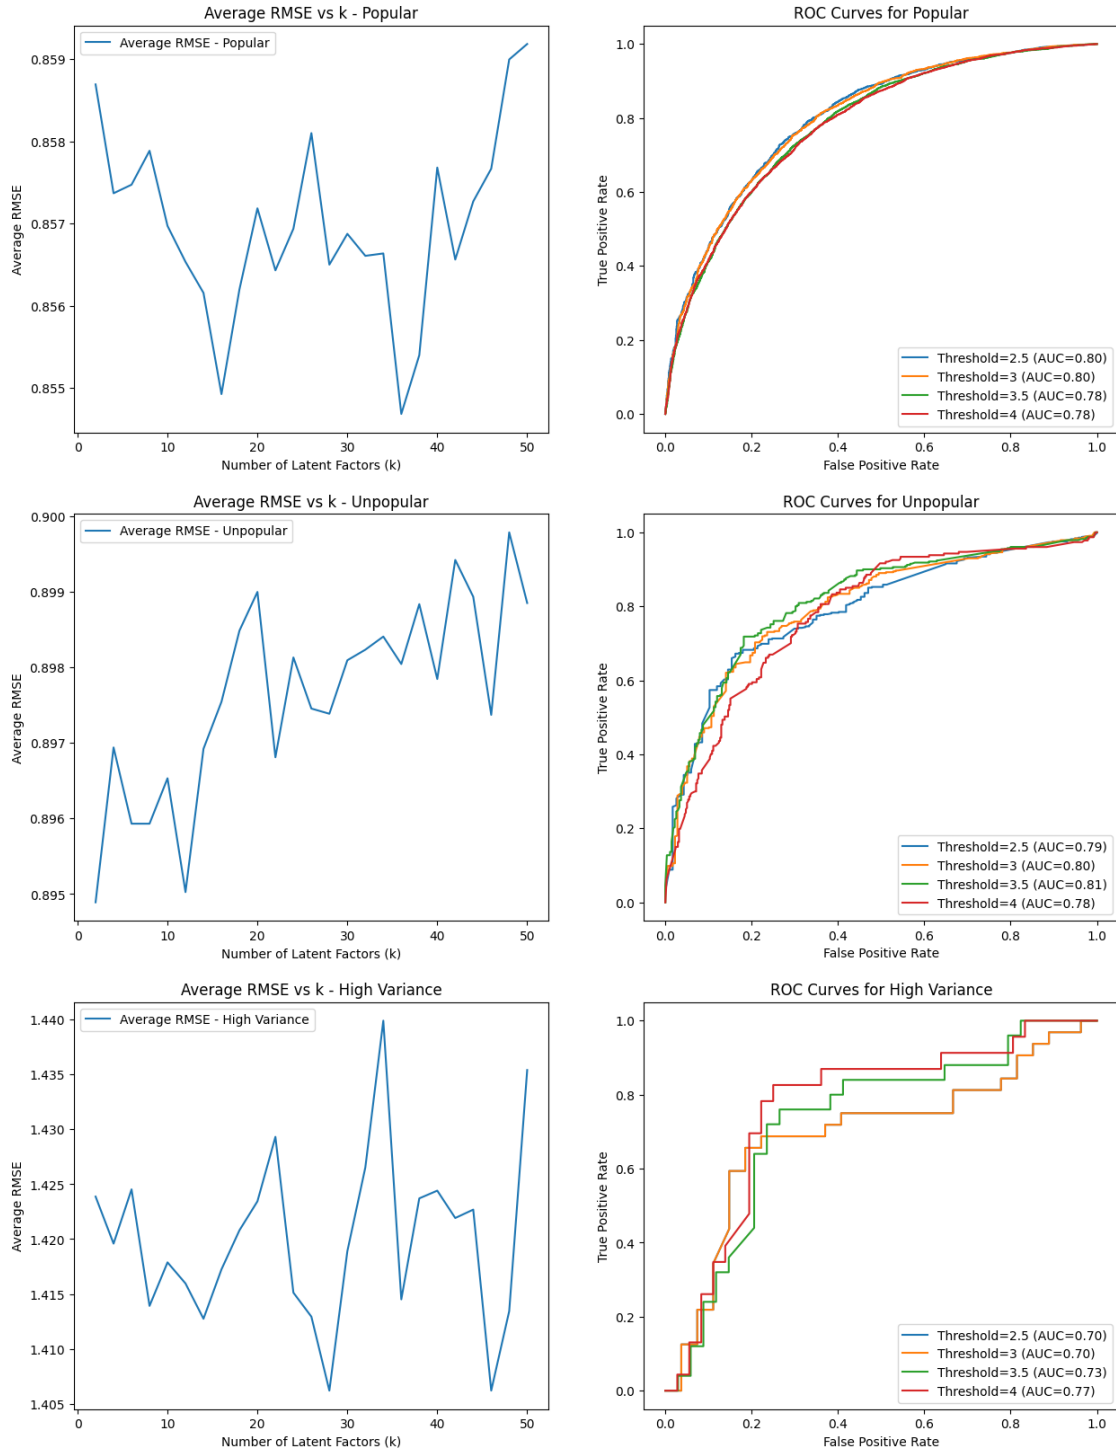 Average RMSE vs k - Popular
Average RMSE - Popular
0.859
0.858
0.857
0.856
0.855
Average RMSE
0 10 20 30 40 50
Number of Latent Factors (k)
ROC Curves for Popular
1.0
0.8
0.6
0.4
0.2
0.0
True Positive Rate
Threshold=2.5 (AUC=0.80)
Threshold=3 (AUC=0.80)
Threshold=3.5 (AUC=0.78)
Threshold=4 (AUC=0.78)
0.0 0.2 0.4 0.6 0.8 1.0
False Positive Rate
Average RMSE vs k - Unpopular
Average RMSE - Unpopular
0.900
0.899
0.898
0.897
0.896
0.895
Average RMSE
0 10 20 30 40 50
Number of Latent Factors (k)
ROC Curves for Unpopular
1.0
0.8
0.6
0.4
0.2
0.0
True Positive Rate
Threshold=2.5 (AUC=0.79)
Threshold=3 (AUC=0.80)
Threshold=3.5 (AUC=0.81)
Threshold=4 (AUC=0.78)
0.0 0.2 0.4 0.6 0.8 1.0
False Positive Rate
Average RMSE vs k - High Variance
Average RMSE - High Variance
1.440
1.435
1.430
1.425
1.420
1.415
1.410
1.405
Average RMSE
0 10 20 30 40 50
Number of Latent Factors (k)
ROC Curves for High Variance
1.0
0.8
0.6
0.4
0.2
0.0
True Positive Rate
Threshold=2.5 (AUC=0.70)
Threshold=3 (AUC=0.70)
Threshold=3.5 (AUC=0.73)
Threshold=4 (AUC=0.77)
0.0 0.2 0.4 0.6 0.8 1.0
False Positive Rate